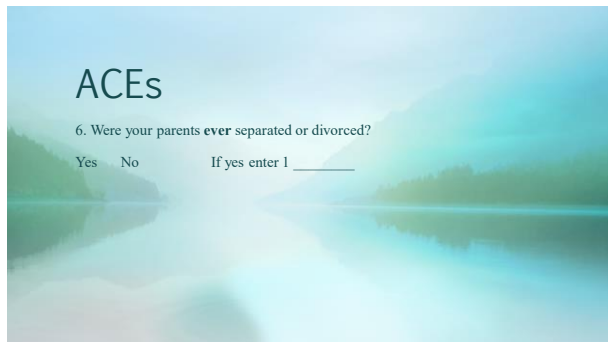 ACEs
6. Were your parents ever separated or divorced?
Yes No If yes enter 1 ________